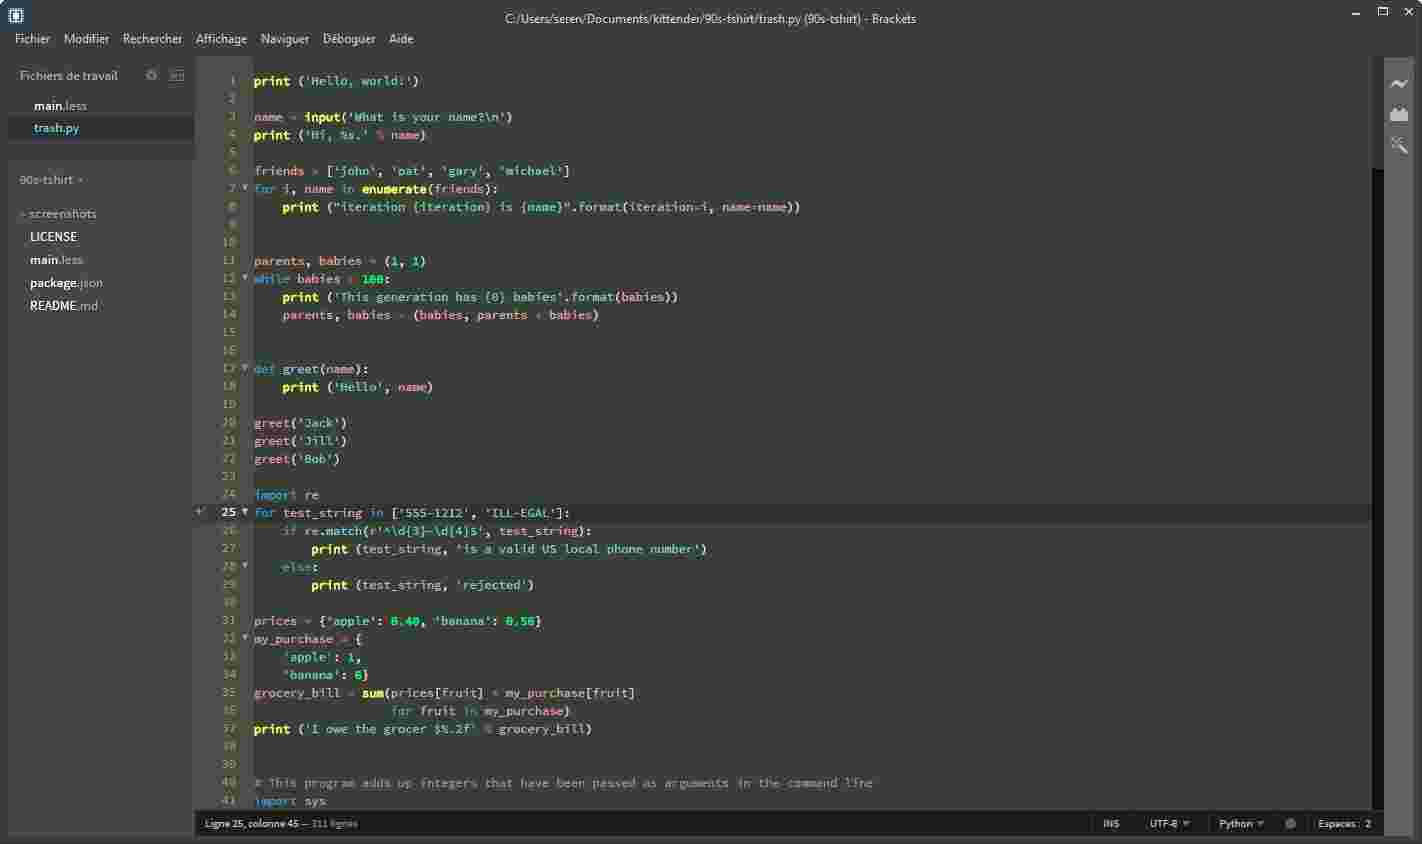 C:/Users/seren/Documents/kittender/90s-tshirt/trash.py (90s-tshirt) - Brackets
Fichier Modifier Rechercher Affichage Naviguer Déboguer Aide
Fichiers de travail
main.less
trash.py
90s-tshirt
screenshots
LICENSE
main.less
package.json
README.md
1 print ('Hello, world!')
2
3 name = input('What is your name?\n')
4 print ('Hi, %s.' % name)
5
6 friends = ['john', 'pat', 'gary', 'michael']
7 for i, name in enumerate(friends):
8 print ("iteration {iteration} is {name}".format(iteration=i, name=name))
9
10
11 parents, babies = (1, 1)
12 while babies < 100:
13 print ('This generation has {0} babies'.format(babies))
14 parents, babies = (babies, parents + babies)
15
16
17 def greet(name):
18 print ('Hello', name)
19
20 greet('Jack')
21 greet('Jill')
22 greet('Bob')
23
24 import re
25 for test_string in ['555-1212', 'ILL-EGAL']:
26 if re.match(r'^\d{3}-\d{4}$', test_string):
27 print (test_string, 'is a valid US local phone number')
28 else:
29 print (test_string, 'rejected')
30
31 prices = {'apple': 0.40, 'banana': 0.50}
32 my_purchase = {
33 'apple': 1,
34 'banana': 6}
35 grocery_bill = sum(prices[fruit] * my_purchase[fruit]
36 for fruit in my_purchase)
37 print ('I owe the grocer $%.2f' % grocery_bill)
38
39
40 # This program adds up integers that have been passed as arguments in the command line
41 import sys
Ligne 25, colonne 45 — 311 lignes INS UTF-8 Python Espaces : 2